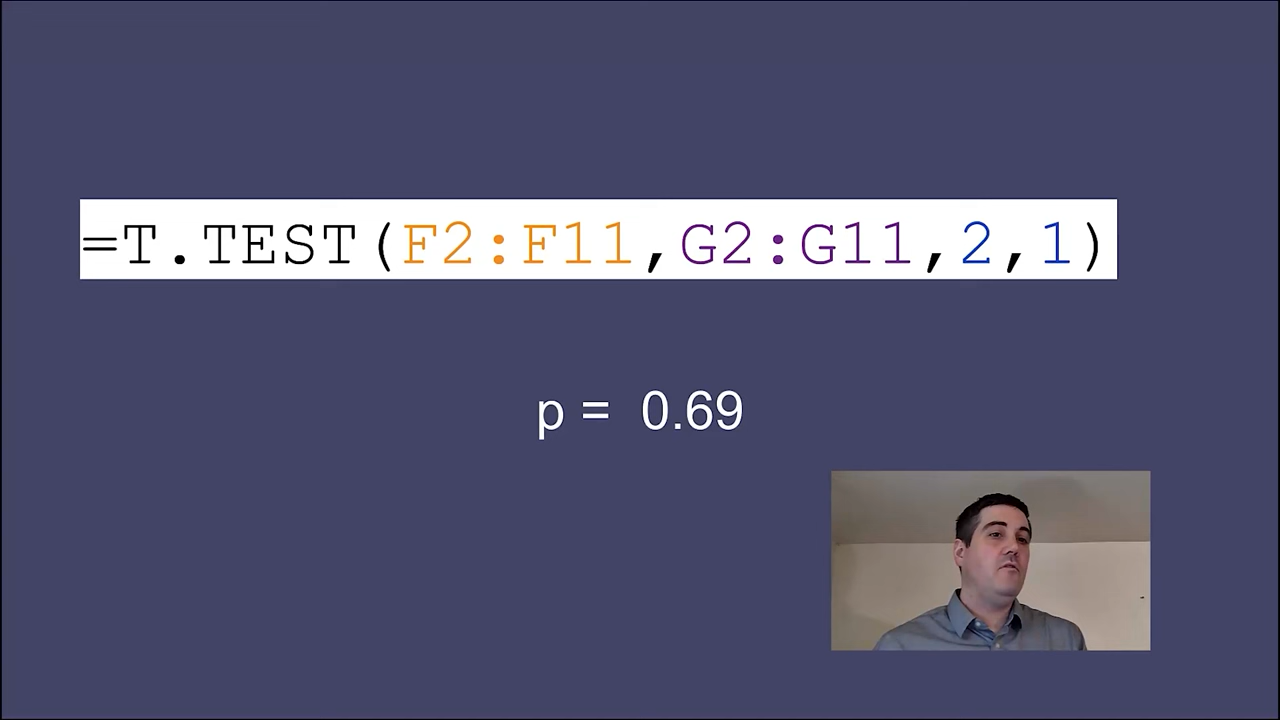 =T.TEST(F2:F11,G2:G11,2,1)
p = 0.69